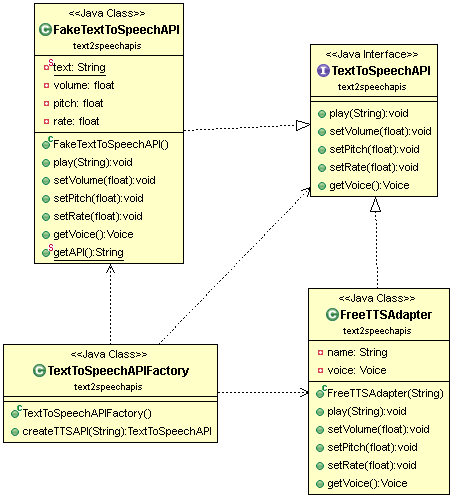 <<Java Class>>
FakeTextToSpeechAPI
text2speechapis
text: String
volume: float
pitch: float
rate: float
FakeTextToSpeechAPI()
play(String):void
setVolume(float):void
setPitch(float):void
setRate(float):void
getVoice():Voice
getAPI():String
<<Java Interface>>
TextToSpeechAPI
text2speechapis
play(String):void
setVolume(float):void
setPitch(float):void
setRate(float):void
getVoice():Voice
<<Java Class>>
TextToSpeechAPIFactory
text2speechapis
TextToSpeechAPIFactory()
createTTSAPI(String):TextToSpeechAPI
<<Java Class>>
FreeTTSAdapter
text2speechapis
name: String
voice: Voice
FreeTTSAdapter(String)
play(String):void
setVolume(float):void
setPitch(float):void
setRate(float):void
getVoice():Voice